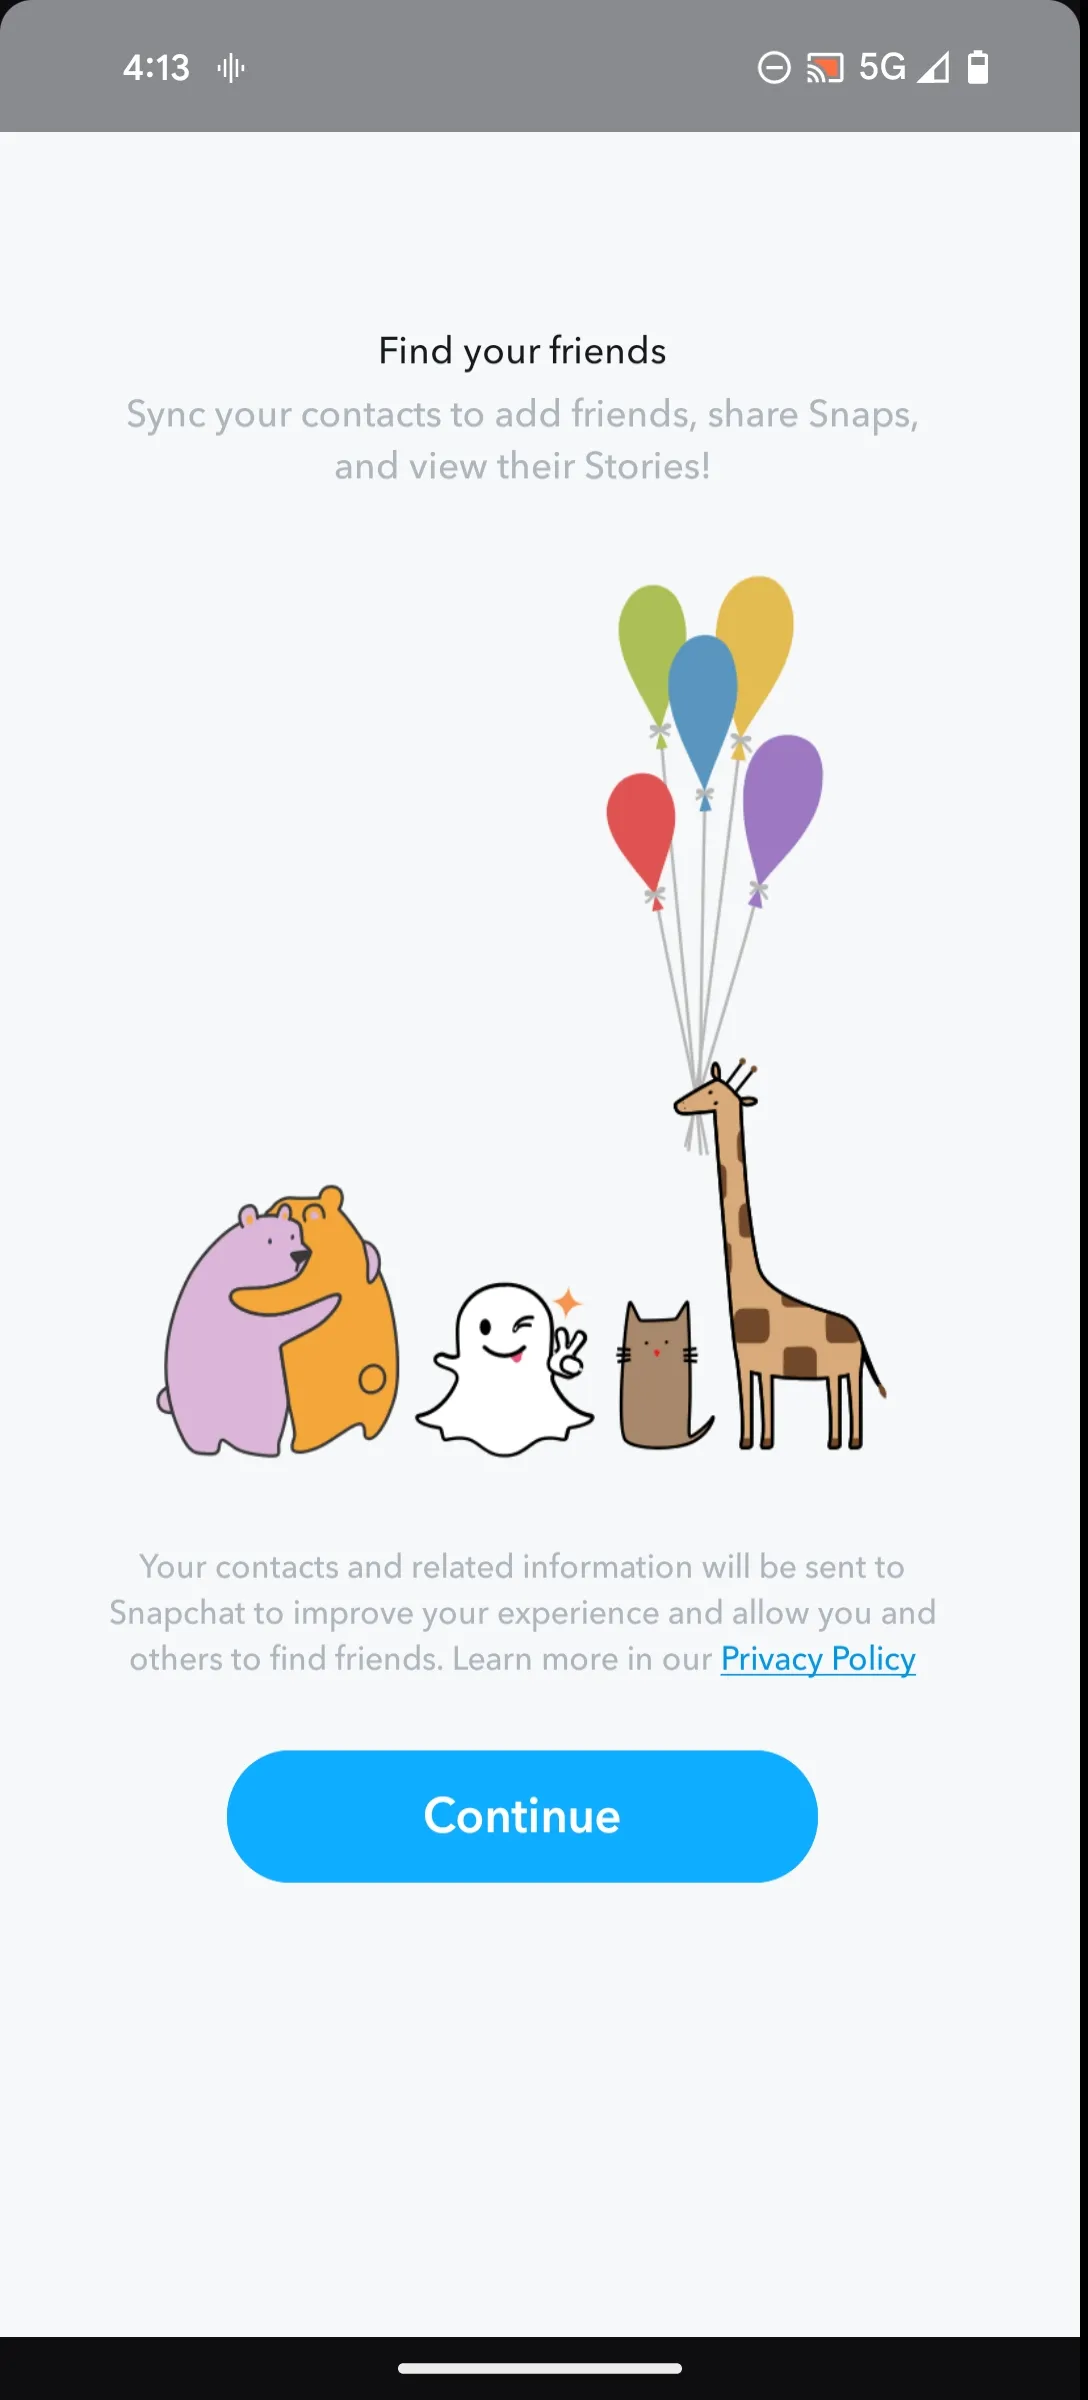 4:13
5G
Find your friends
Sync your contacts to add friends, share Snaps,
and view their Stories!
Your contacts and related information will be sent to
Snapchat to improve your experience and allow you and
others to find friends. Learn more in our Privacy Policy
Continue